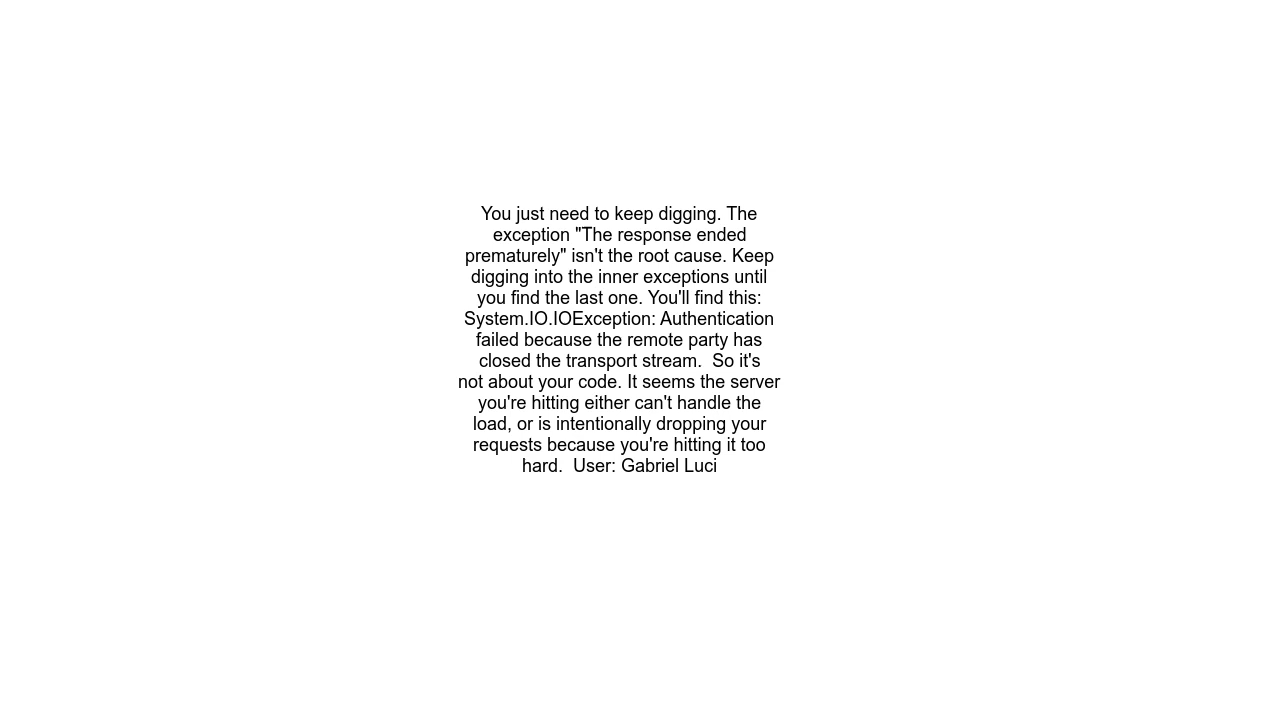 You just need to keep digging. The
exception "The response ended
prematurely" isn't the root cause. Keep
digging into the inner exceptions until
you find the last one. You'll find this:
System.IO.IOException: Authentication
failed because the remote party has
closed the transport stream.  So it's
not about your code. It seems the server
you're hitting either can't handle the
load, or is intentionally dropping your
requests because you're hitting it too
hard.  User: Gabriel Luci